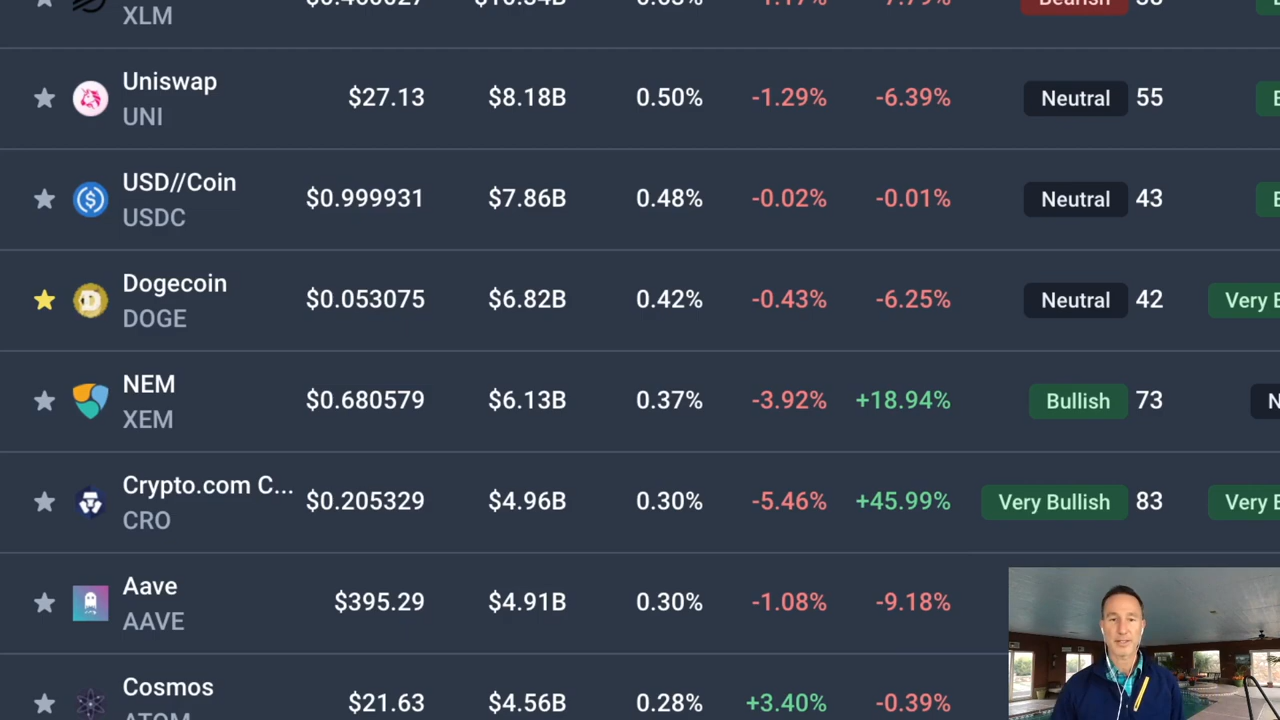 XLM
Uniswap $27.13 $8.18B 0.50% -1.29% -6.39% Neutral 55
UNI
USD//Coin $0.999931 $7.86B 0.48% -0.02% -0.01% Neutral 43
USDC
Dogecoin $0.053075 $6.82B 0.42% -0.43% -6.25% Neutral 42 Very
DOGE
NEM $0.680579 $6.13B 0.37% -3.92% +18.94% Bullish 73
XEM
Crypto.com C... $0.205329 $4.96B 0.30% -5.46% +45.99% Very Bullish 83 Very
CRO
Aave $395.29 $4.91B 0.30% -1.08% -9.18%
AAVE
Cosmos $21.63 $4.56B 0.28% +3.40% -0.39%